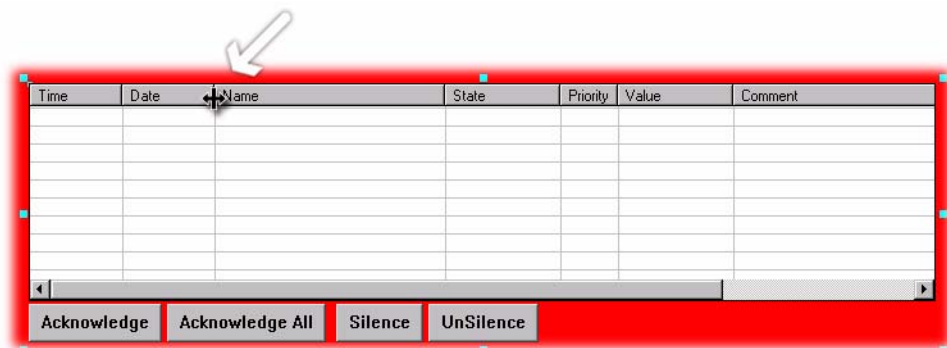 Time Date Name State Priority Value Comment
Acknowledge Acknowledge All Silence UnSilence